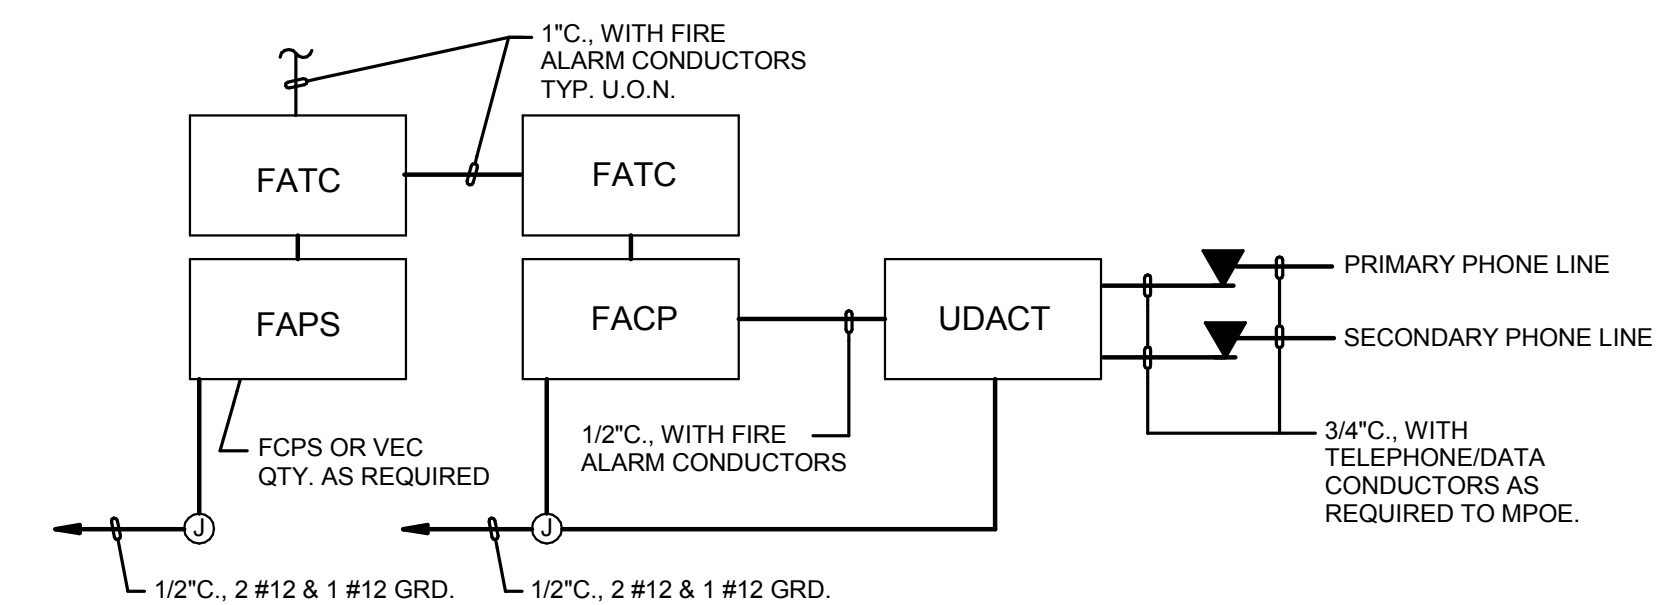 1"C., WITH FIRE
ALARM CONDUCTORS
TYP. U.O.N.
FATC
FATC
FAPS
FACP
UDACT
PRIMARY PHONE LINE
SECONDARY PHONE LINE
FCPS OR VEC
QTY. AS REQUIRED
1/2"C., WITH FIRE
ALARM CONDUCTORS
3/4"C., WITH
TELEPHONE/DATA
CONDUCTORS AS
REQUIRED TO MPOE.
J
J
1/2"C., 2 #12 & 1 #12 GRD.
1/2"C., 2 #12 & 1 #12 GRD.